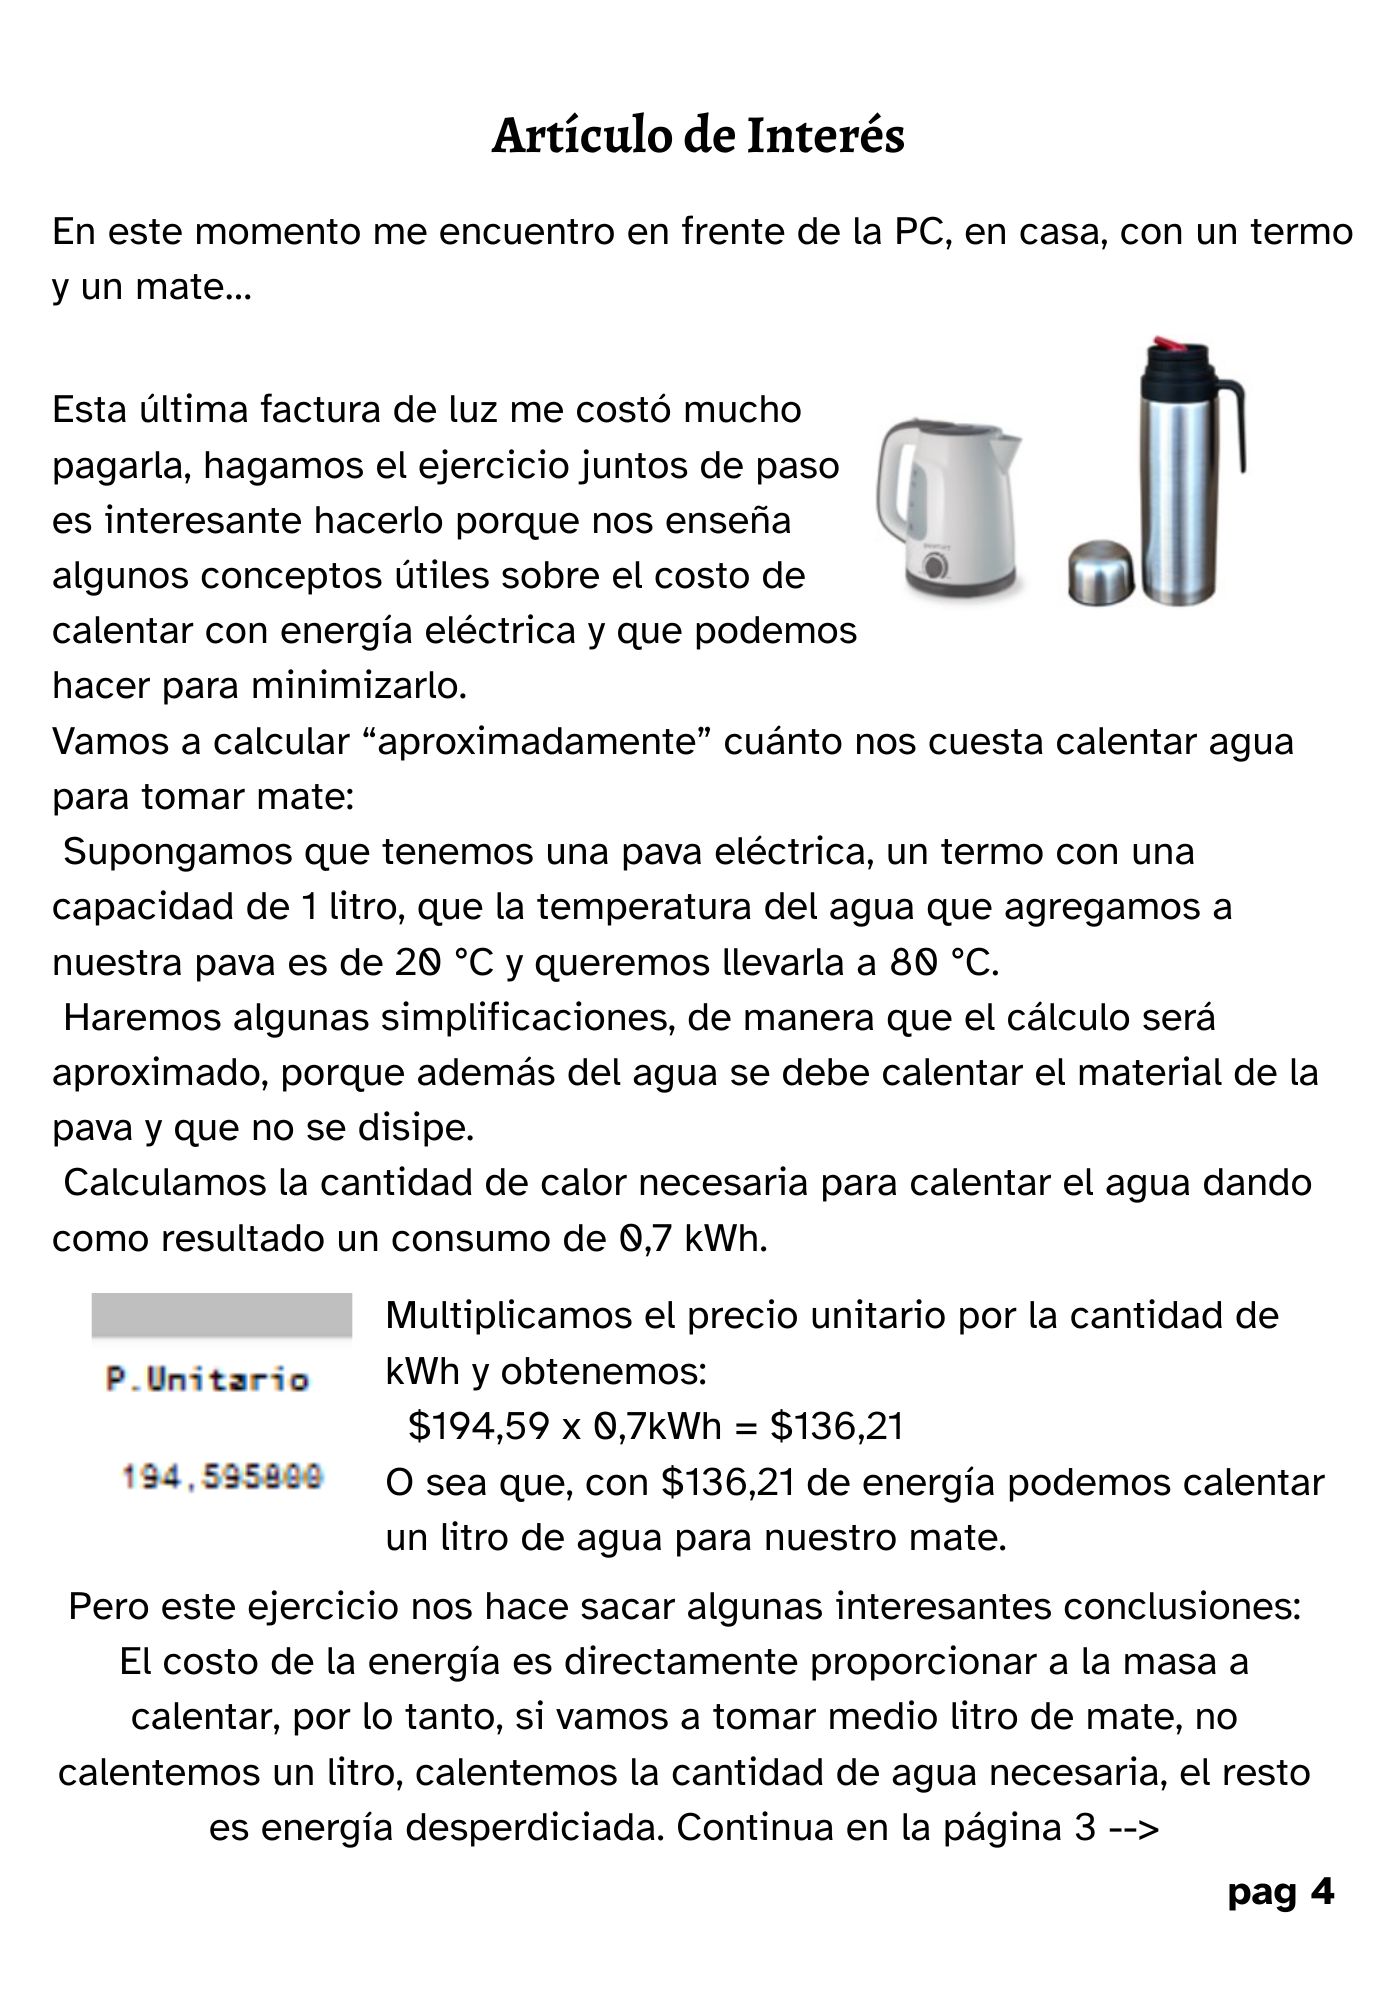 Artículo de Interés
En este momento me encuentro en frente de la PC, en casa, con un termo
y un mate...
Esta última factura de luz me costó mucho
pagarla, hagamos el ejercicio juntos de paso
es interesante hacerlo porque nos enseña
algunos conceptos útiles sobre el costo de
calentar con energía eléctrica y que podemos
hacer para minimizarlo.
Vamos a calcular “aproximadamente” cuánto nos cuesta calentar agua
para tomar mate:
Supongamos que tenemos una pava eléctrica, un termo con una
capacidad de 1 litro, que la temperatura del agua que agregamos a
nuestra pava es de 20 °C y queremos llevarla a 80 °C.
Haremos algunas simplificaciones, de manera que el cálculo será
aproximado, porque además del agua se debe calentar el material de la
pava y que no se disipe.
Calculamos la cantidad de calor necesaria para calentar el agua dando
como resultado un consumo de 0,7 kWh.
P.Unitario
194,595800
Multiplicamos el precio unitario por la cantidad de
kWh y obtenemos:
$194,59 x 0,7kWh = $136,21
O sea que, con $136,21 de energía podemos calentar
un litro de agua para nuestro mate.
Pero este ejercicio nos hace sacar algunas interesantes conclusiones:
El costo de la energía es directamente proporcionar a la masa a
calentar, por lo tanto, si vamos a tomar medio litro de mate, no
calentemos un litro, calentemos la cantidad de agua necesaria, el resto
es energía desperdiciada. Continua en la página 3 -->
pag 4